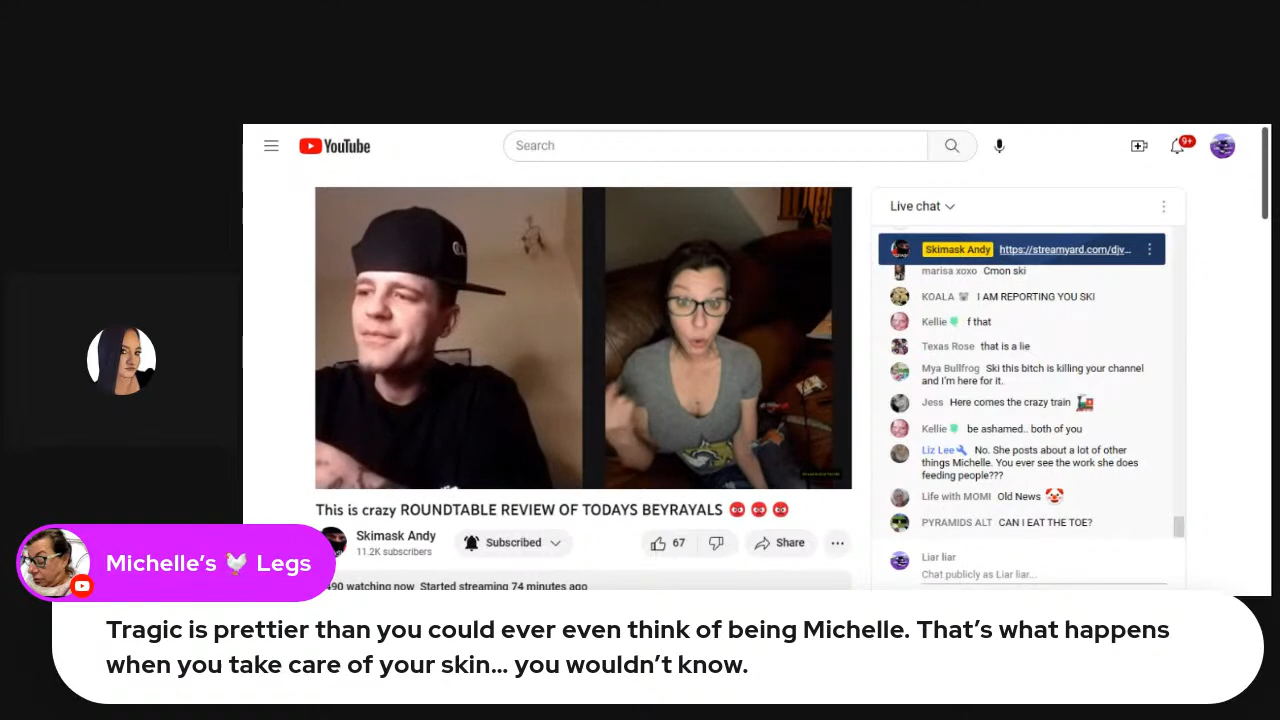 YouTube
Search
9+
Live chat
Skimask Andy https://streamyard.com/djv...
marisa xoxo Cmon ski
KOALA I AM REPORTING YOU SKI
Kellie f that
Texas Rose that is a lie
Mya Bullfrog Ski this bitch is killing your channel
and I'm here for it.
Jess Here comes the crazy train
Kellie be ashamed.. both of you
Liz Lee No. She posts about a lot of other
things Michelle. You ever see the work she does
feeding people???
Life with MOMI Old News
PYRAMIDS ALT CAN I EAT THE TOE?
Liar liar
Chat publicly as Liar liar...
This is crazy ROUNDTABLE REVIEW OF TODAYS BEYRAYALS
Skimask Andy
11.2K subscribers
Subscribed
67
Share
490 watching now Started streaming 74 minutes ago
Michelle’s 🐓 Legs
Tragic is prettier than you could ever even think of being Michelle. That’s what happens
when you take care of your skin... you wouldn’t know.